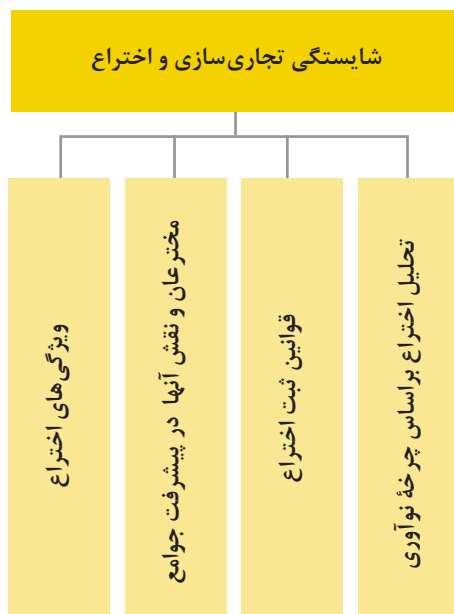 شایستگی تجاری‌سازی و اختراع
تحلیل اختراع براساس چرخهٔ نوآوری
قوانین ثبت اختراع
مخترعان و نقش آنها در پیشرفت جوامع
ویژگی‌های اختراع